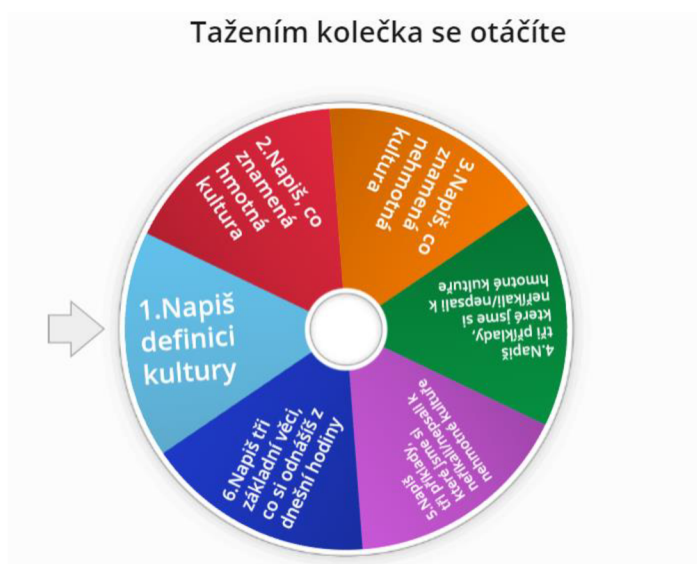 Tažením kolečka se otáčíte
1.Napiš
definici
kultury
2.Napiš, co
znamená
hmotná
kultura
3.Napiš, co
znamená
nehmotná
kultura
4.Napiš
tři příklady,
které jsme si
neříkali/nepsali k
hmotné kultuře
5.Napiš
tři příklady,
které jsme si
neříkali/nepsali k
nehmotné kultuře
6.Napiš tři
základní věci,
co si odnášíš z
dnešní hodiny